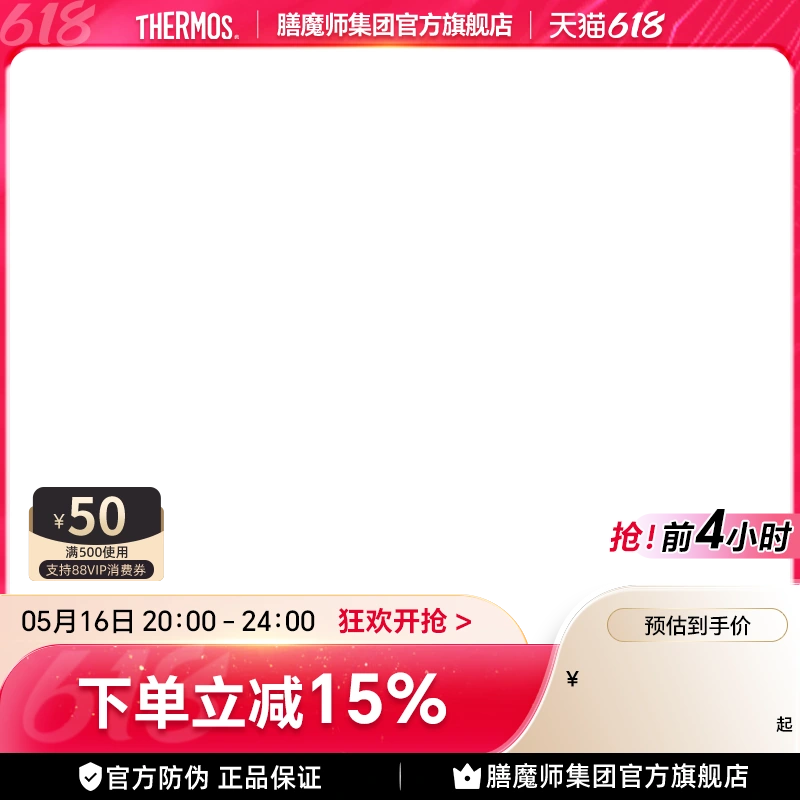 618 THERMOS. 膳魔师集团官方旗舰店 天猫618
¥50
满500使用
支持88VIP消费券
抢!前4小时
05月16日 20:00 - 24:00 狂欢开抢 >
预估到手价
618
下单立减15%
¥
起
官方防伪 正品保证 膳魔师集团官方旗舰店